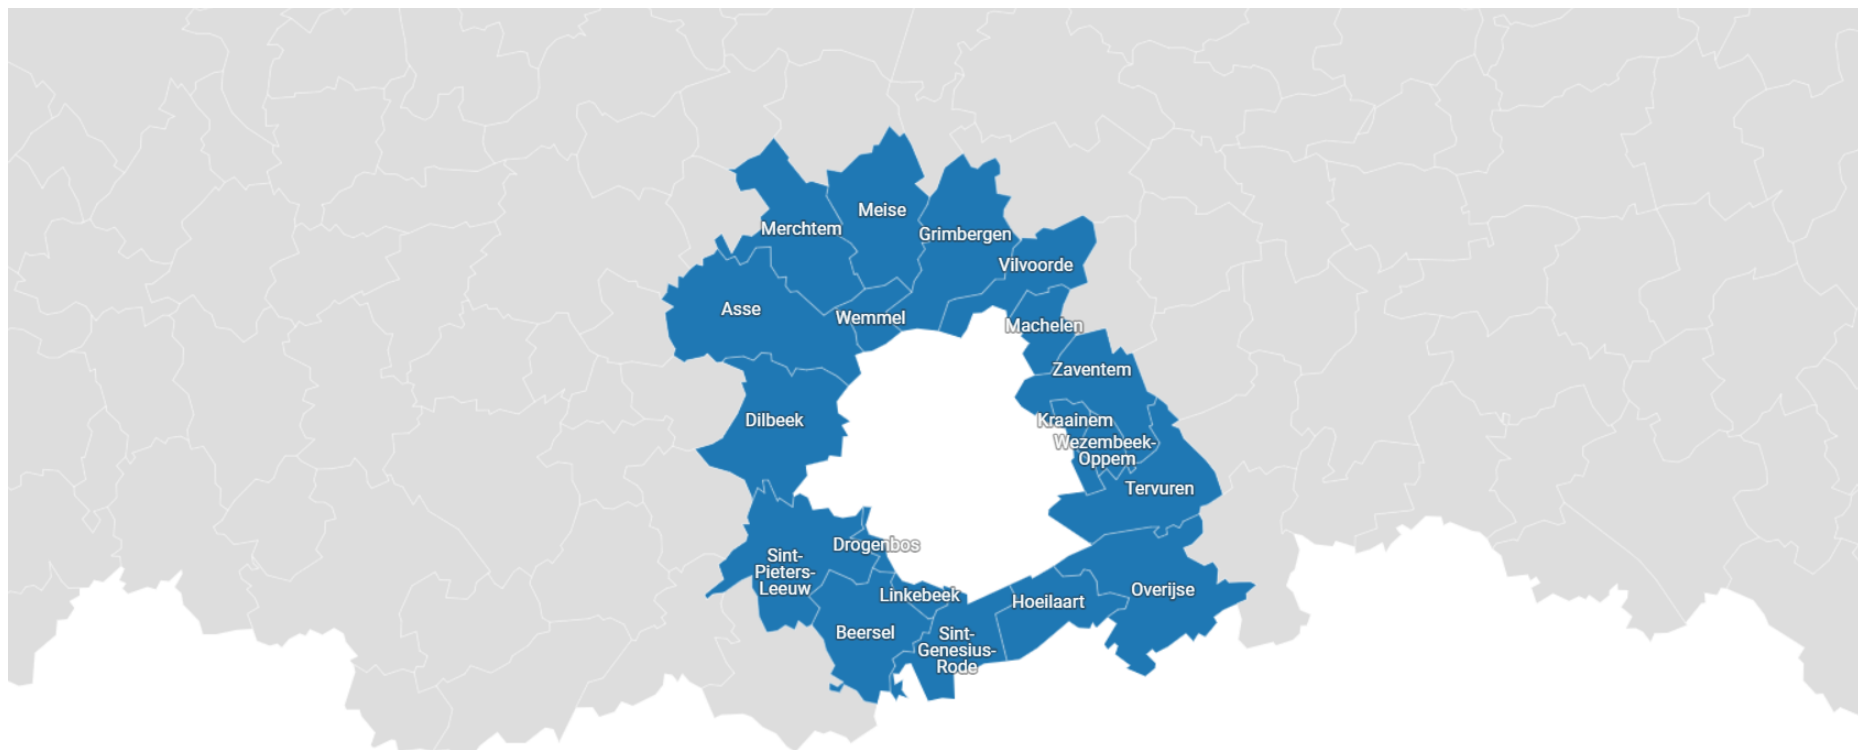 Meise
Merchtem
Grimbergen
Vilvoorde
Asse
Wemmel
Machelen
Zaventem
Dilbeek
Kraainem
Wezembeek-
Oppem
Tervuren
Drogenbos
Sint-
Pieters-
Leeuw
Linkebeek
Hoeilaart
Overijse
Beersel
Sint-
Genesius-
Rode